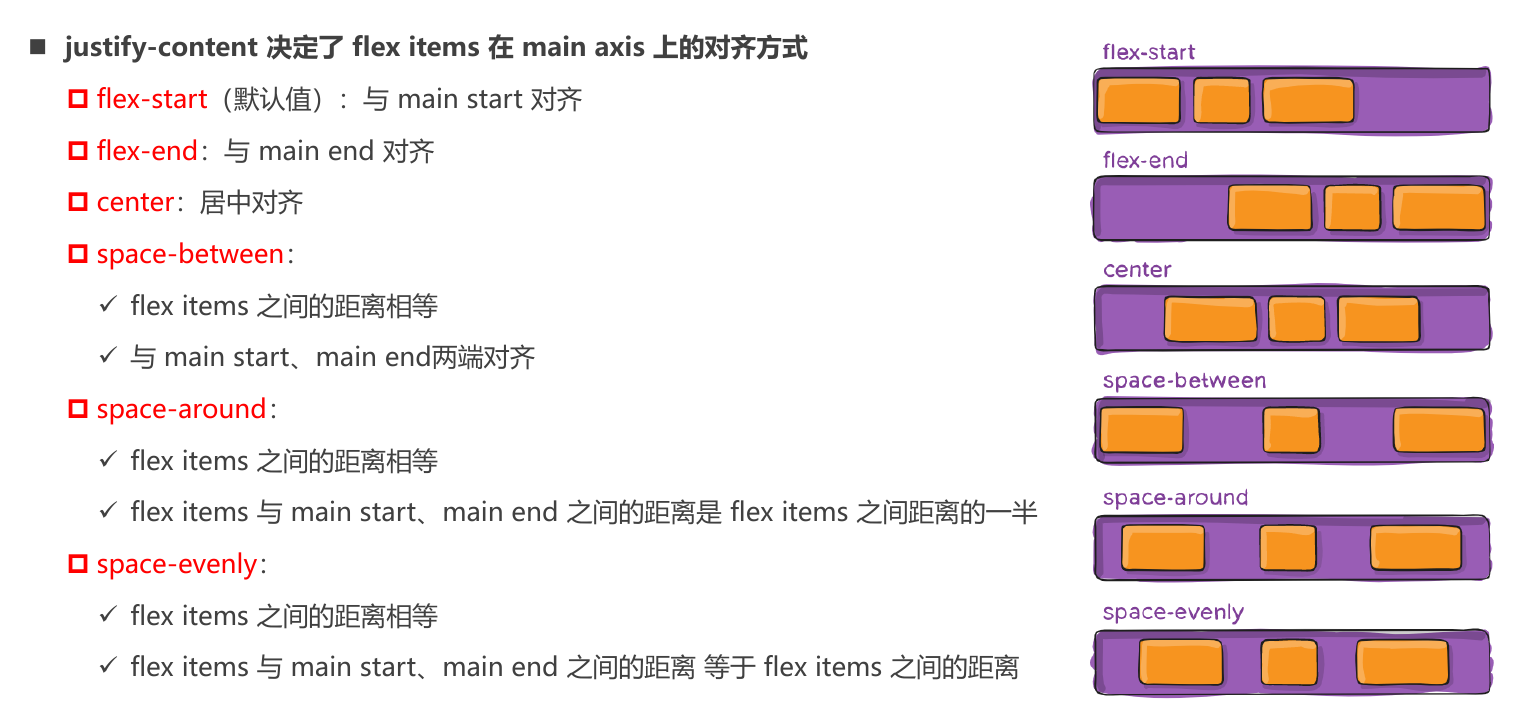 ■ justify-content 决定了 flex items 在 main axis 上的对齐方式
flex-start（默认值）：与 main start 对齐
flex-end：与 main end 对齐
center：居中对齐
space-between：
✓ flex items 之间的距离相等
✓ 与 main start、main end两端对齐
space-around：
✓ flex items 之间的距离相等
✓ flex items 与 main start、main end 之间的距离是 flex items 之间距离的一半
space-evenly：
✓ flex items 之间的距离相等
✓ flex items 与 main start、main end 之间的距离 等于 flex items 之间的距离
flex-start
flex-end
center
space-between
space-around
space-evenly